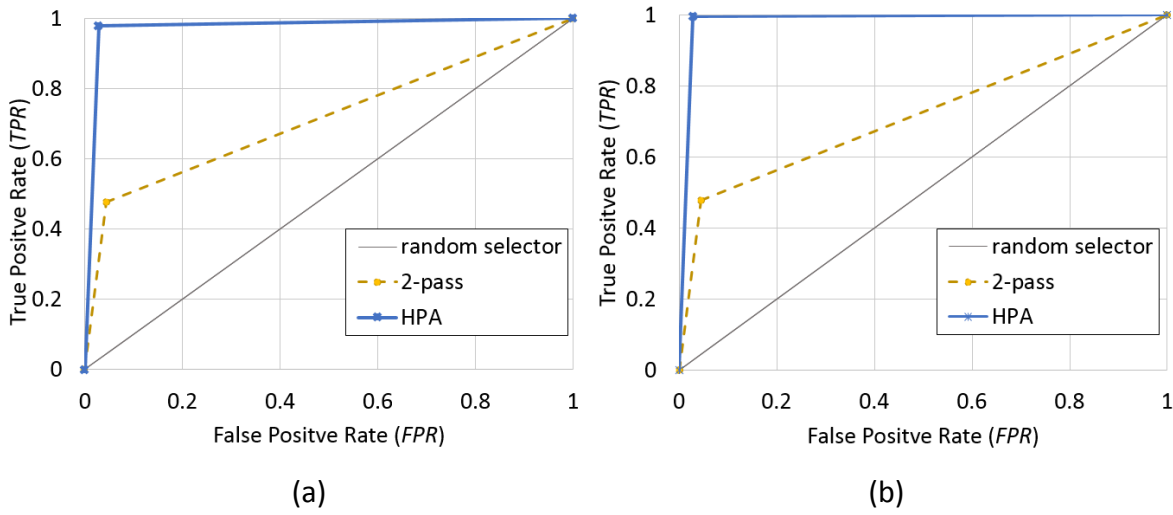 1
0.8
0.6
0.4
0.2
0
True Positve Rate (TPR)
random selector
2-pass
HPA
0 0.2 0.4 0.6 0.8 1
False Positve Rate (FPR)
(a)
1
0.8
0.6
0.4
0.2
0
True Positve Rate (TPR)
random selector
2-pass
HPA
0 0.2 0.4 0.6 0.8 1
False Positve Rate (FPR)
(b)